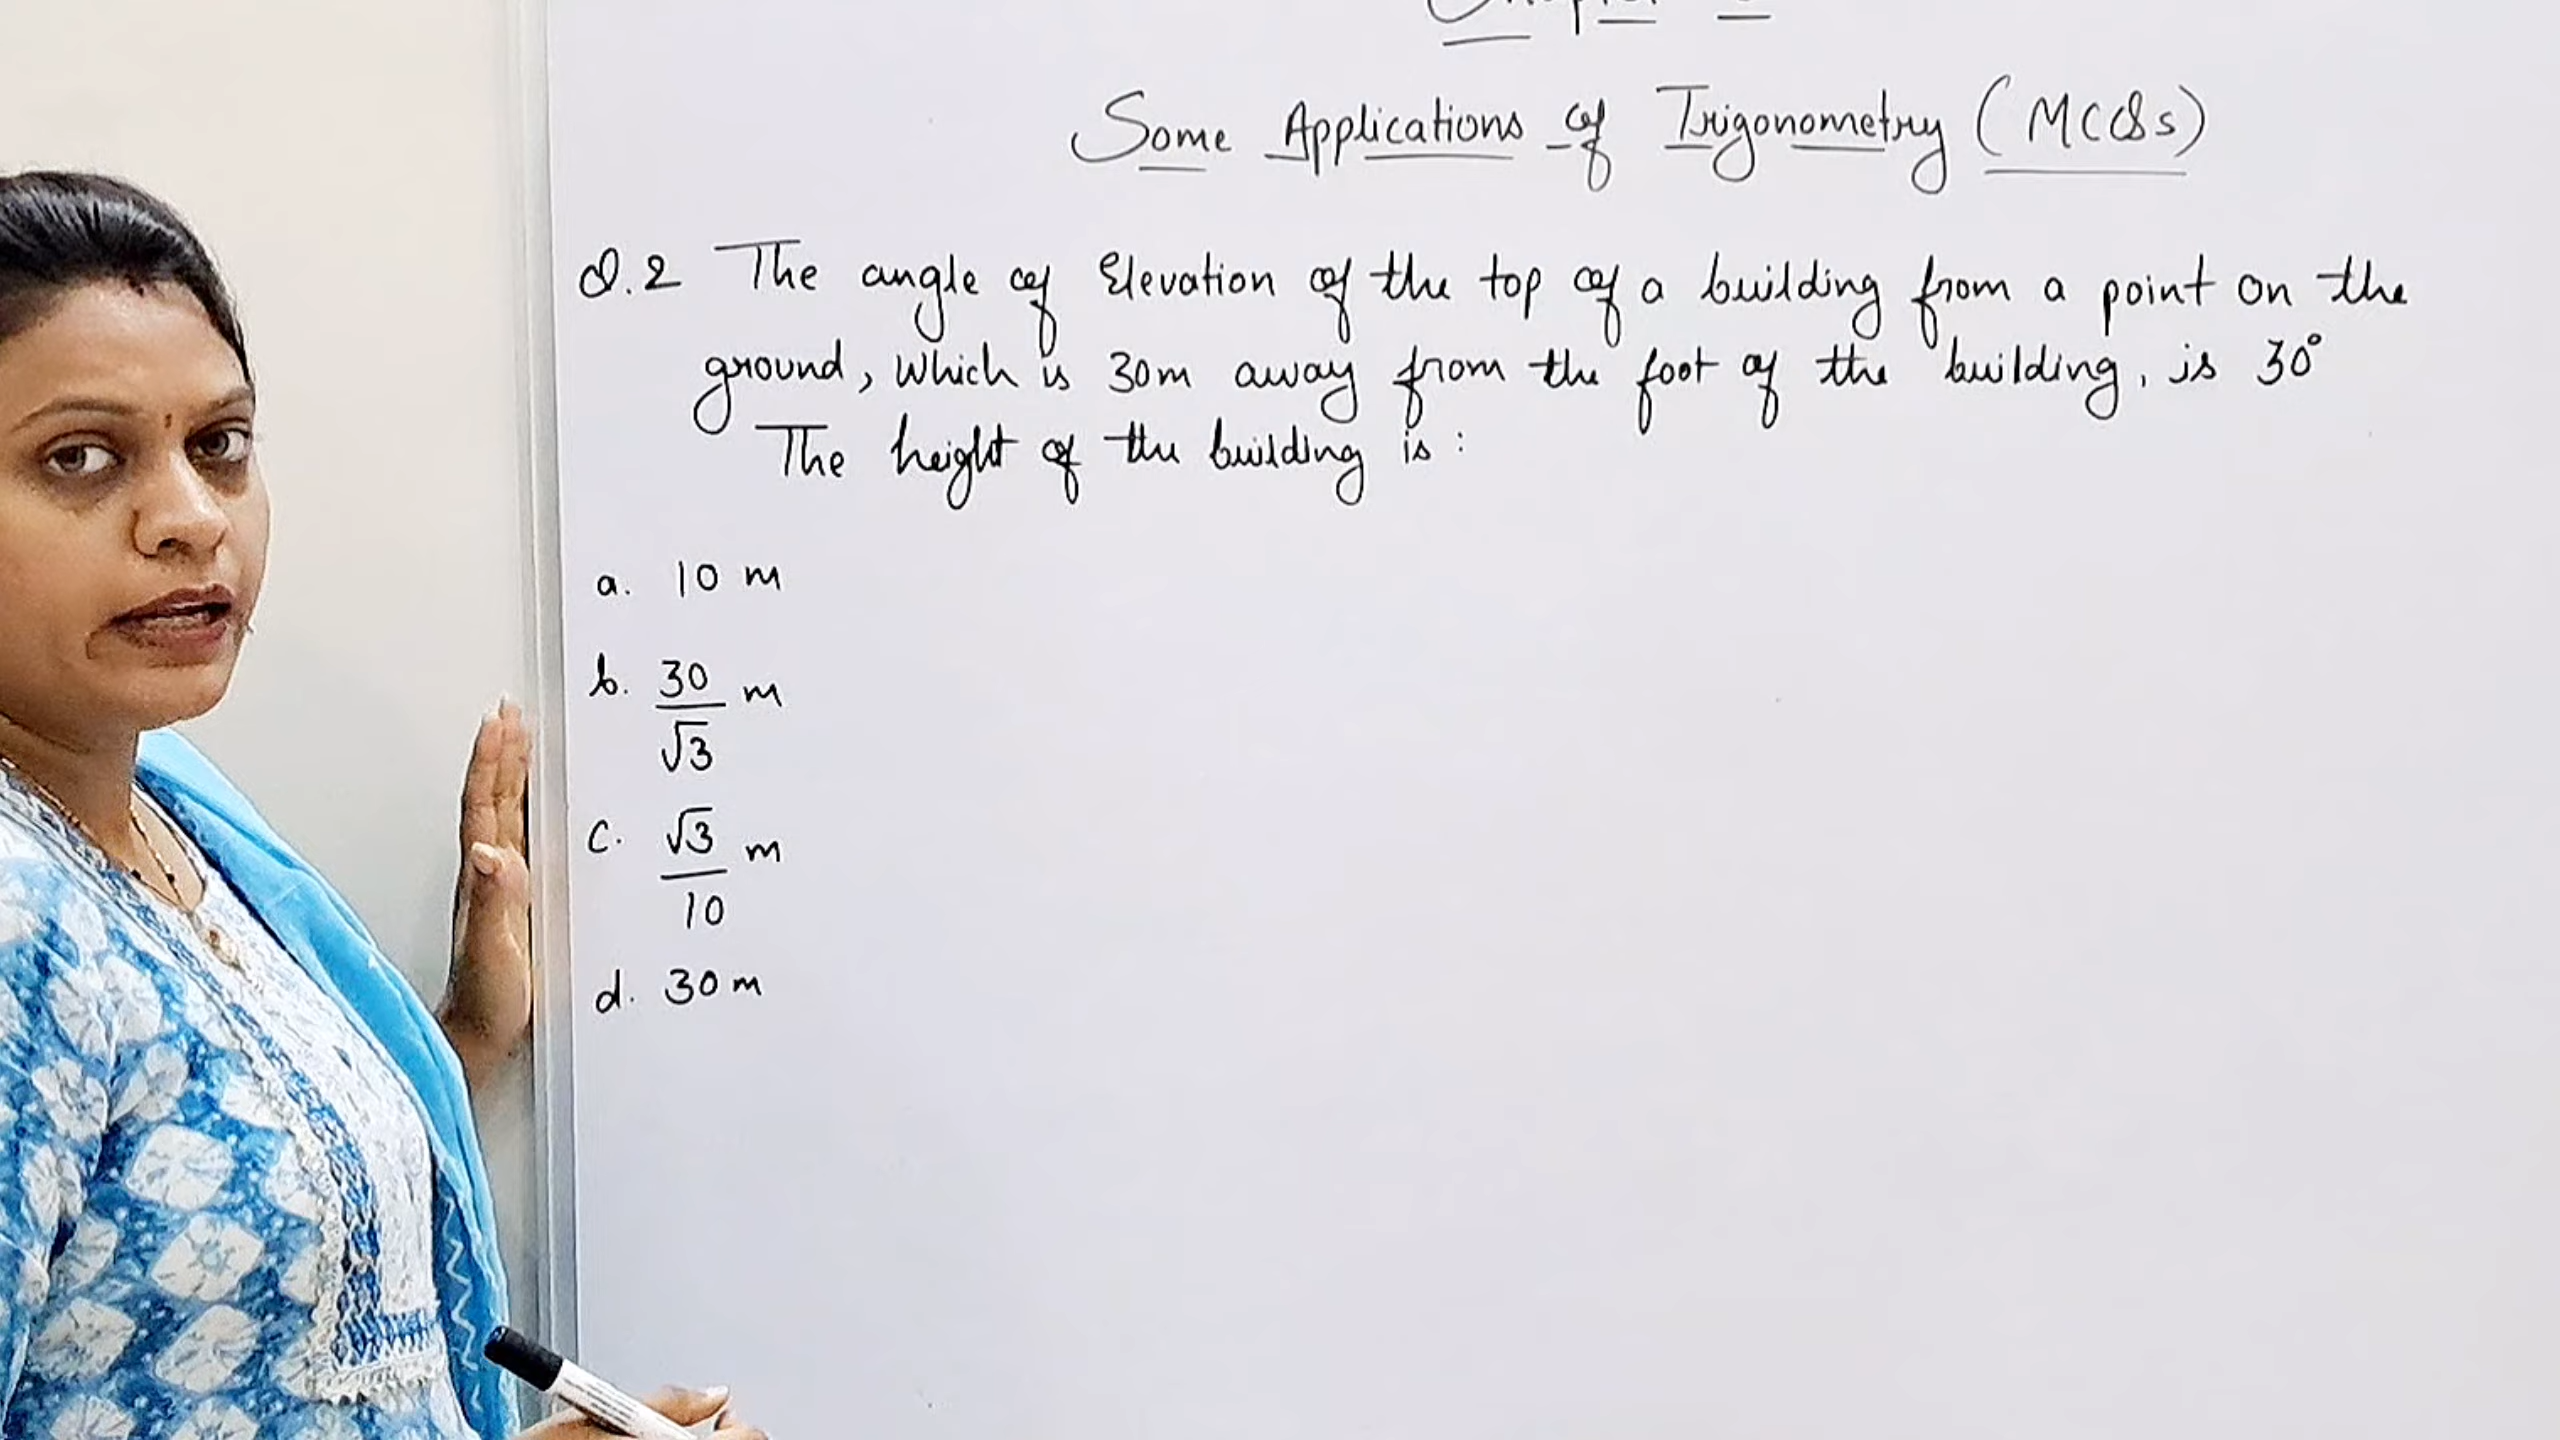 Some Applications of Trigonometry (MCQs)
Q.2 The angle of Elevation of the top of a building from a point on the
ground, which is 30m away from the foot of the building, is 30°
The height of the building is :
a. 10 m
b. 30/√3 m
c. √3/10 m
d. 30 m